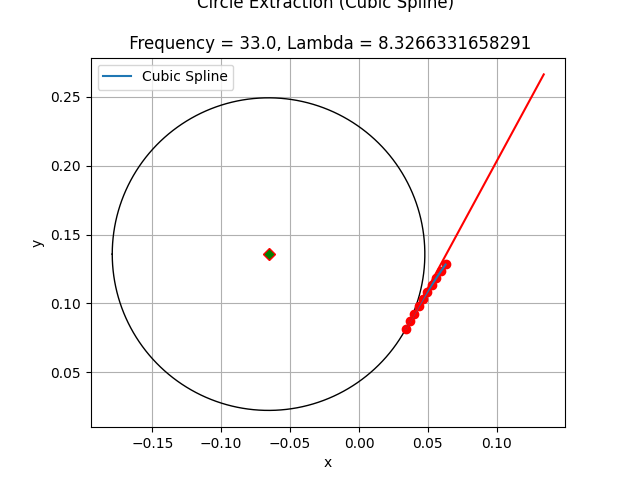 Circle Extraction (Cubic Spline)
Frequency = 33.0, Lambda = 8.3266331658291
Cubic Spline
0.25
0.20
0.15
0.10
0.05
y
−0.15
−0.10
−0.05
0.00
0.05
0.10
x